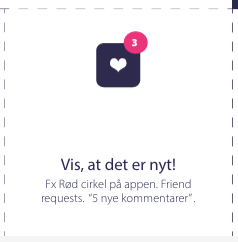 3
Vis, at det er nyt!
Fx Rød cirkel på appen. Friend
requests. “5 nye kommentarer”.